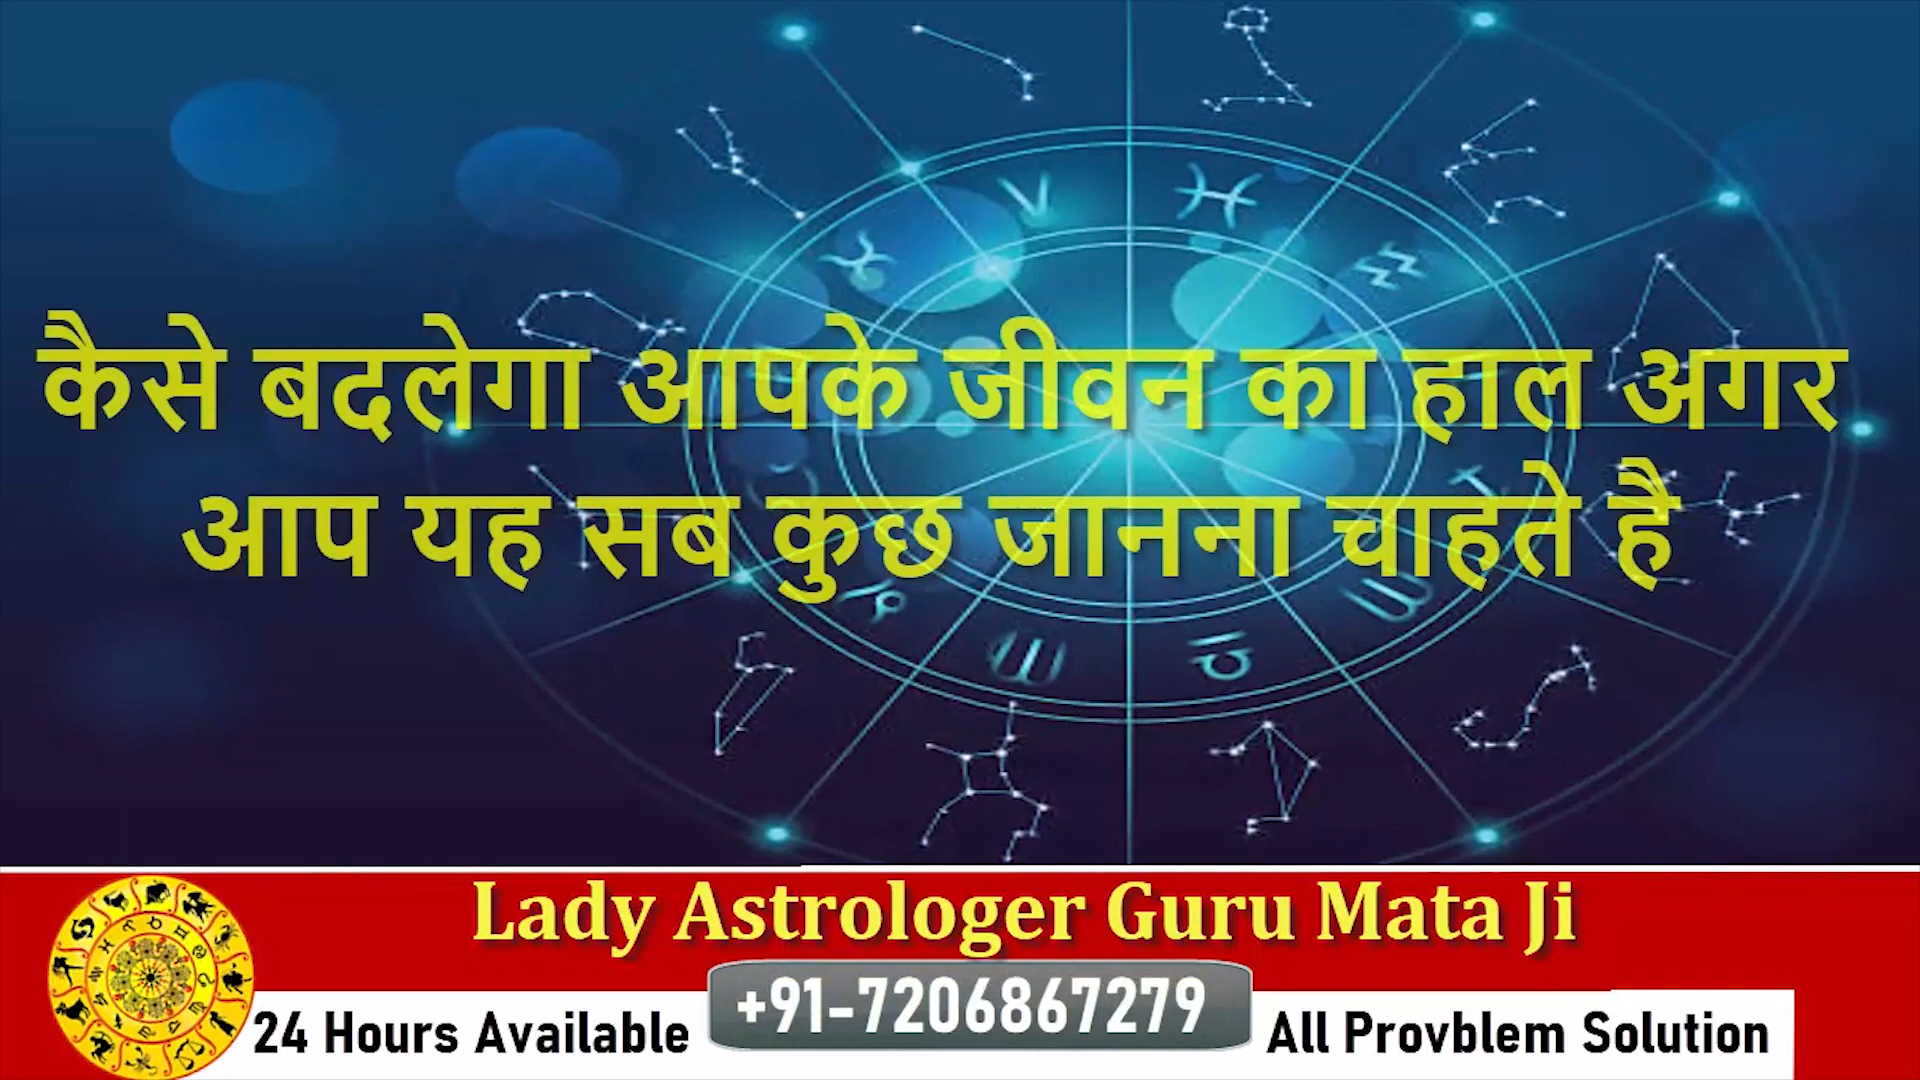 कैसे बदलेगा आपके जीवन का हाल अगर
आप यह सब कुछ जानना चाहते है
Lady Astrologer Guru Mata Ji
24 Hours Available
+91-7206867279
All Provblem Solution